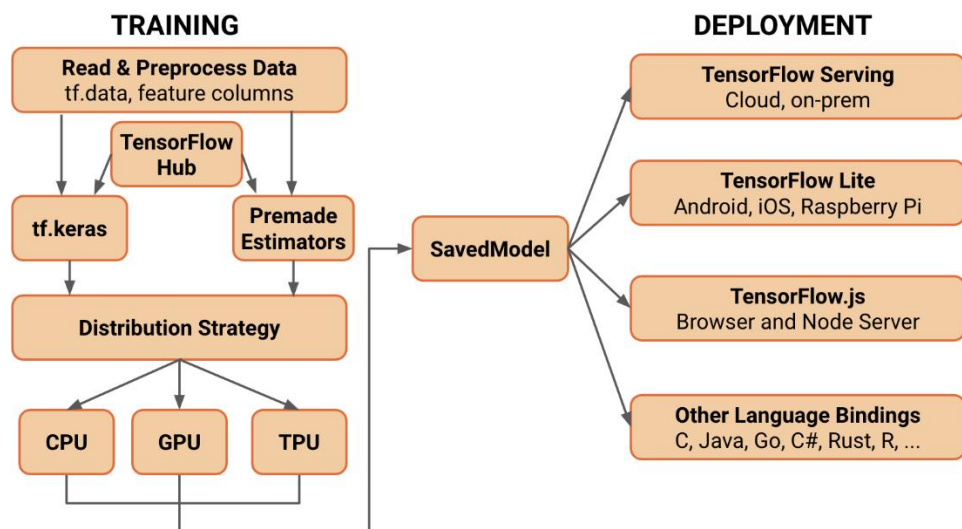 TRAINING
Read & Preprocess Data
tf.data, feature columns
TensorFlow
Hub
tf.keras
Premade
Estimators
Distribution Strategy
CPU
GPU
TPU
SavedModel
DEPLOYMENT
TensorFlow Serving
Cloud, on-prem
TensorFlow Lite
Android, iOS, Raspberry Pi
TensorFlow.js
Browser and Node Server
Other Language Bindings
C, Java, Go, C#, Rust, R, ...